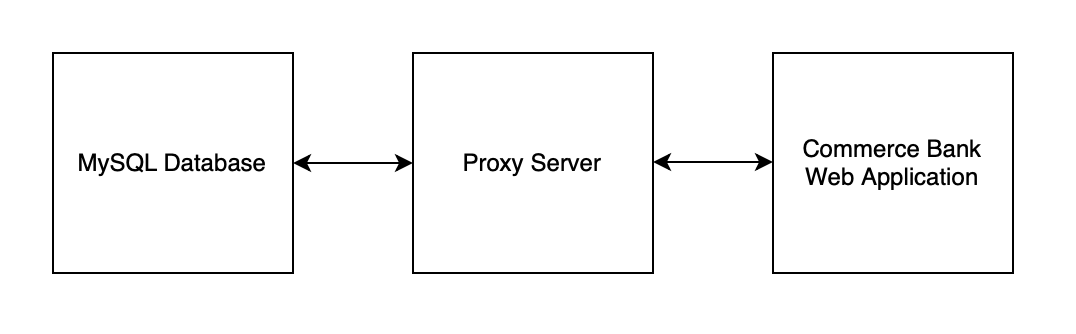 MySQL Database
Proxy Server
Commerce Bank
Web Application